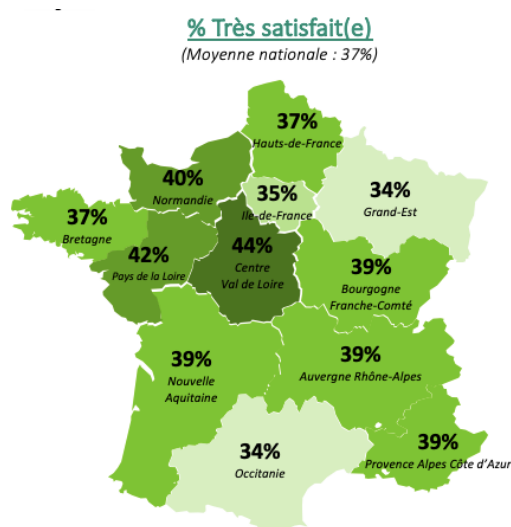 % Très satisfait(e)
(Moyenne nationale : 37%)
37%
Hauts-de-France
40%
Normandie
35%
Ile-de-France
34%
Grand-Est
37%
Bretagne
42%
Pays de la Loire
44%
Centre
Val de Loire
39%
Bourgogne
Franche-Comté
39%
Nouvelle
Aquitaine
39%
Auvergne Rhône-Alpes
34%
Occitanie
39%
Provence Alpes Côte d'Azur